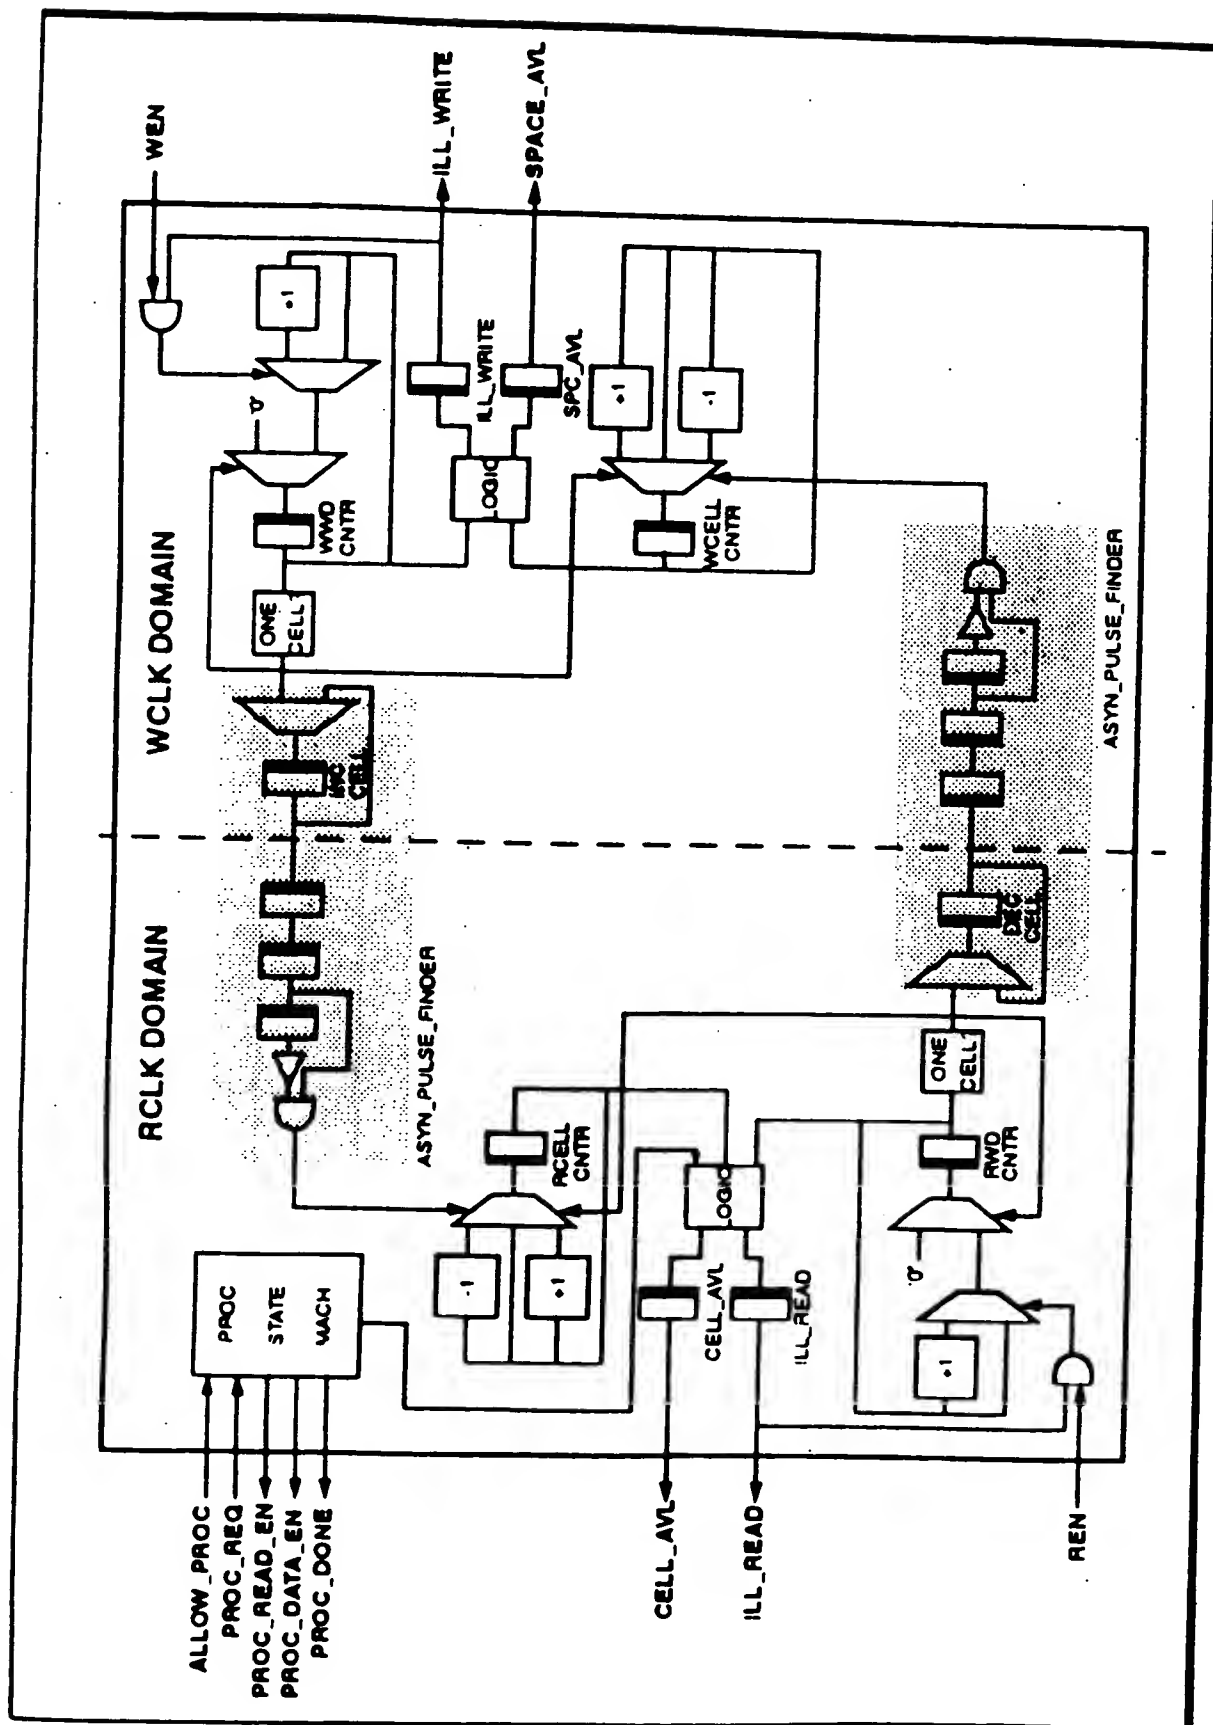 WCLK DOMAIN
RCLK DOMAIN
WEN
ILL_WRITE
SPACE_AVL
+1
'0'
WWD
CNTR
ONE
CELL
INC
CELL
ILL_WRITE
SPC_AVL
LOGIC
+1
-1
WCELL
CNTR
ASYN_PULSE_FINDER
ASYN_PULSE_FINDER
DEC
CELL
ONE
CELL
RWD
CNTR
'0'
+1
REN
RCELL
CNTR
-1
+1
LOGIC
CELL_AVL
ILL_READ
CELL_AVL
ILL_READ
PROC
STATE
MACH
ALLOW_PROC
PROC_REQ
PROC_READ_EN
PROC_DATA_EN
PROC_DONE